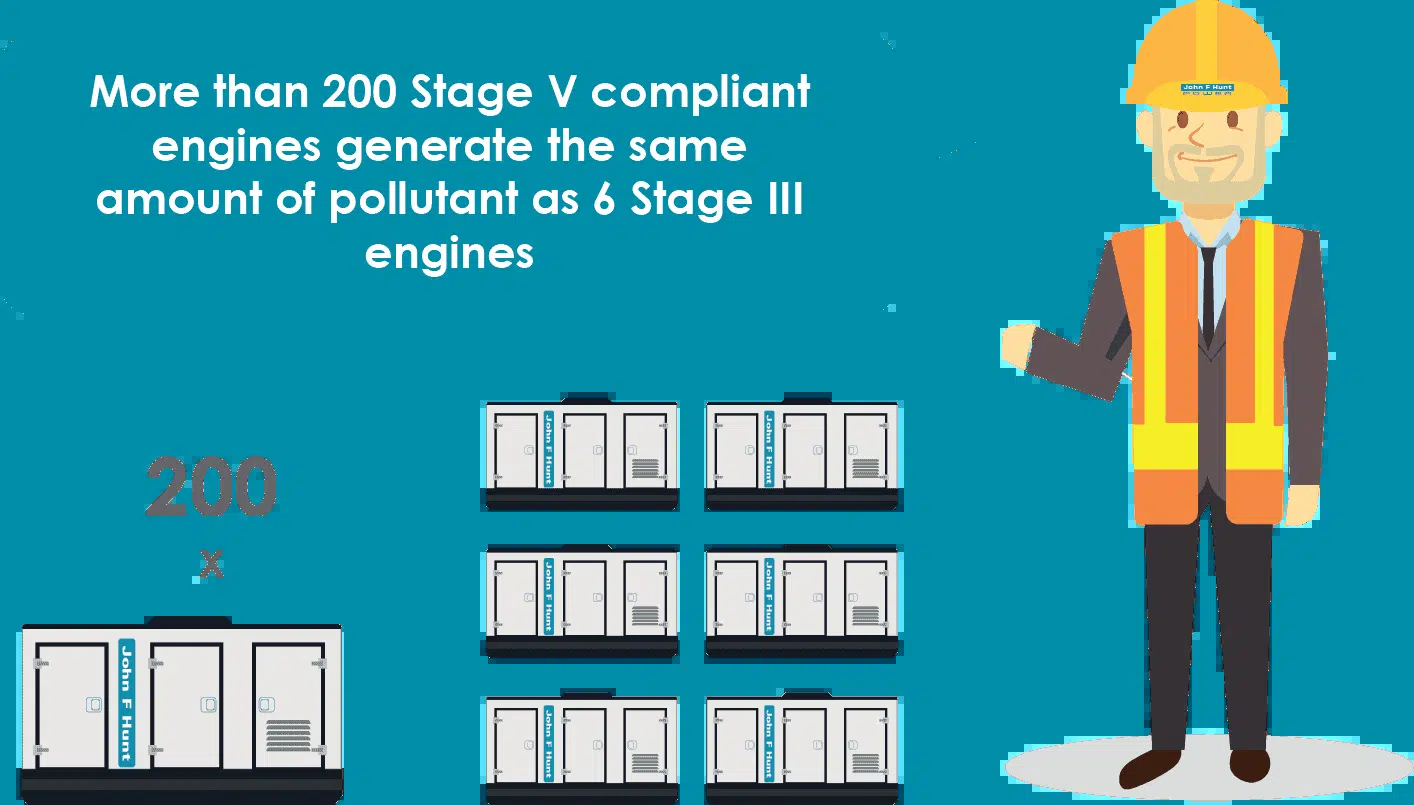 More than 200 Stage V compliant
engines generate the same
amount of pollutant as 6 Stage III
engines
John F Hunt
POWER
200
x
John F Hunt
John F Hunt
John F Hunt
John F Hunt
John F Hunt
John F Hunt
John F Hunt